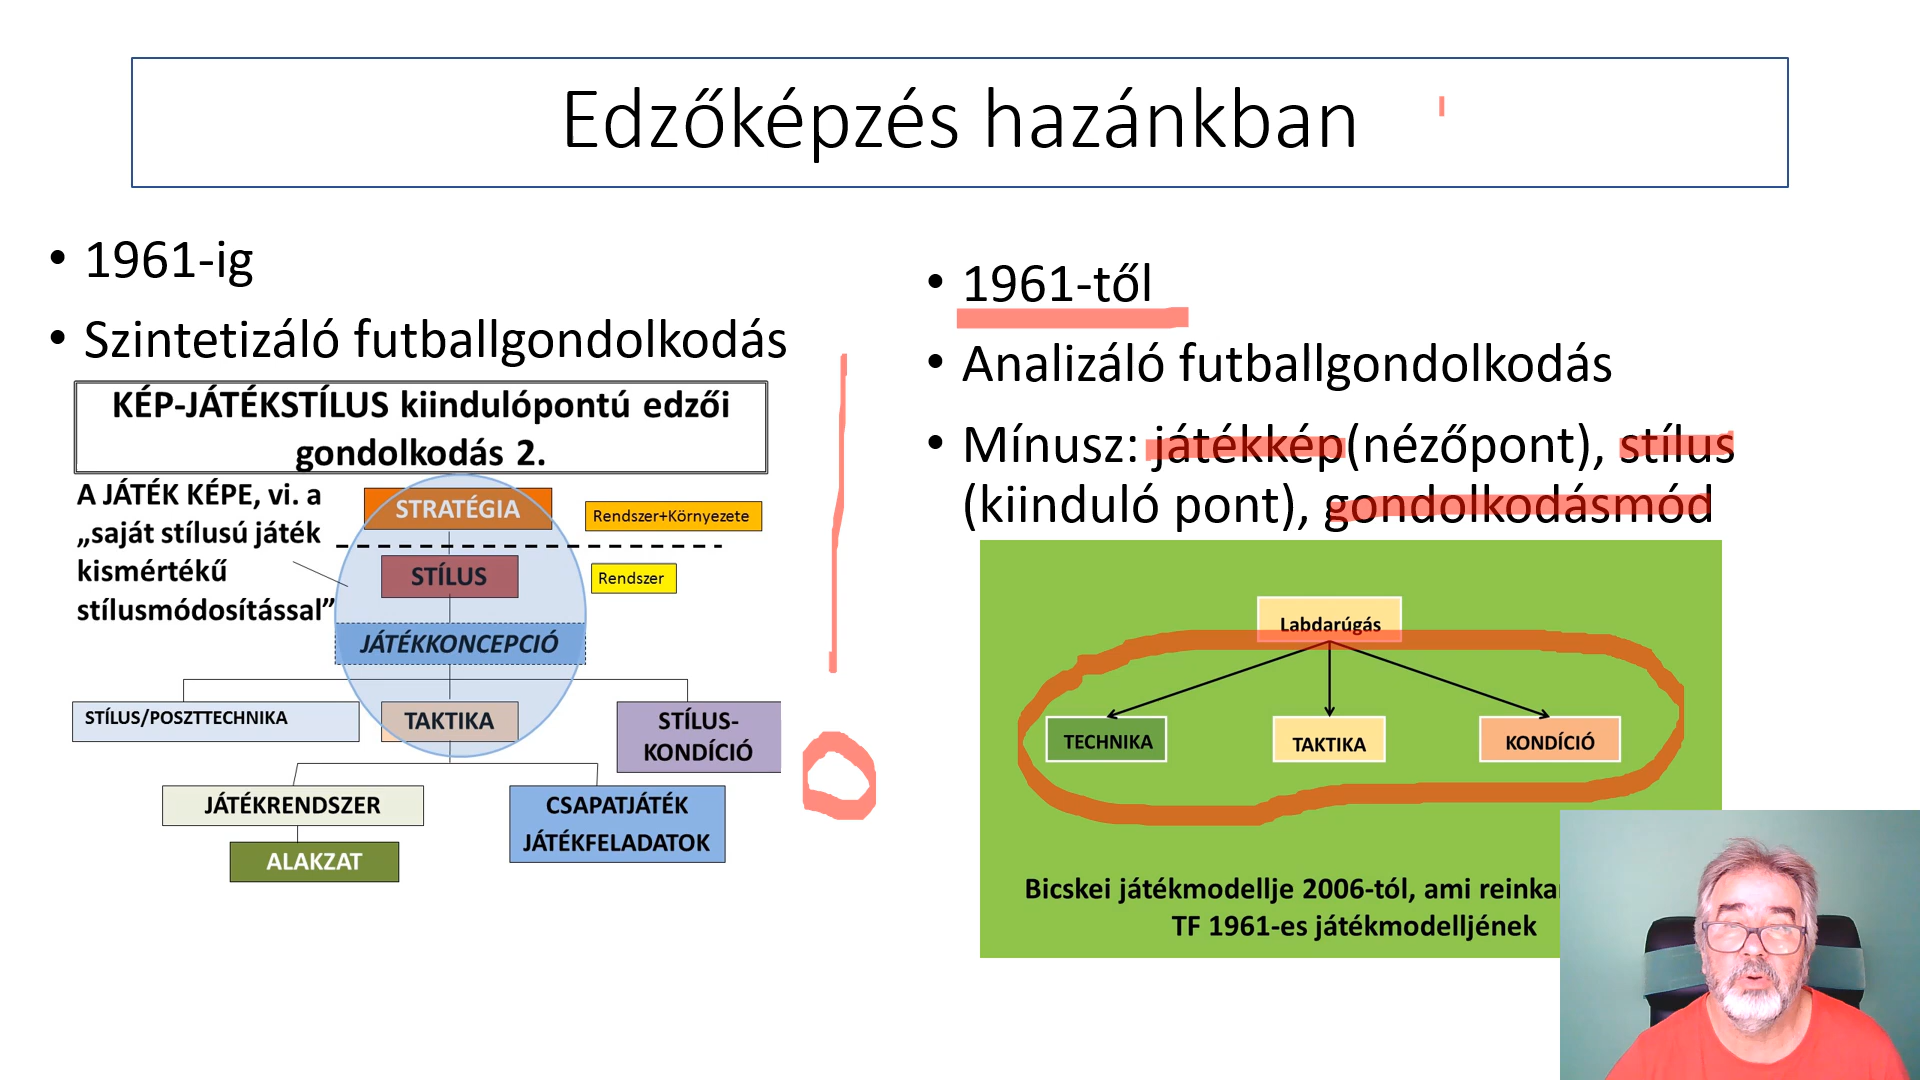 Edzőképzés hazánkban
• 1961-ig
• Szintetizáló futballgondolkodás
KÉP-JÁTÉKSTÍLUS kiindulópontú edzői
gondolkodás 2.
A JÁTÉK KÉPE, vi. a
„saját stílusú játék
kismértékű
stílusmódosítással”
STRATÉGIA
Rendszer+Környezete
STÍLUS
Rendszer
JÁTÉKKONCEPCIÓ
STÍLUS/POSZTTECHNIKA
TAKTIKA
STÍLUS-
KONDÍCIÓ
JÁTÉKRENDSZER
ALAKZAT
CSAPATJÁTÉK
JÁTÉKFELADATOK
• 1961-től
• Analizáló futballgondolkodás
• Mínusz: játékkép(nézőpont), stílus
(kiinduló pont), gondolkodásmód
Labdarúgás
TECHNIKA
TAKTIKA
KONDÍCIÓ
Bicskei játékmodellje 2006-tól, ami
TF 1961-es játékmodelljének